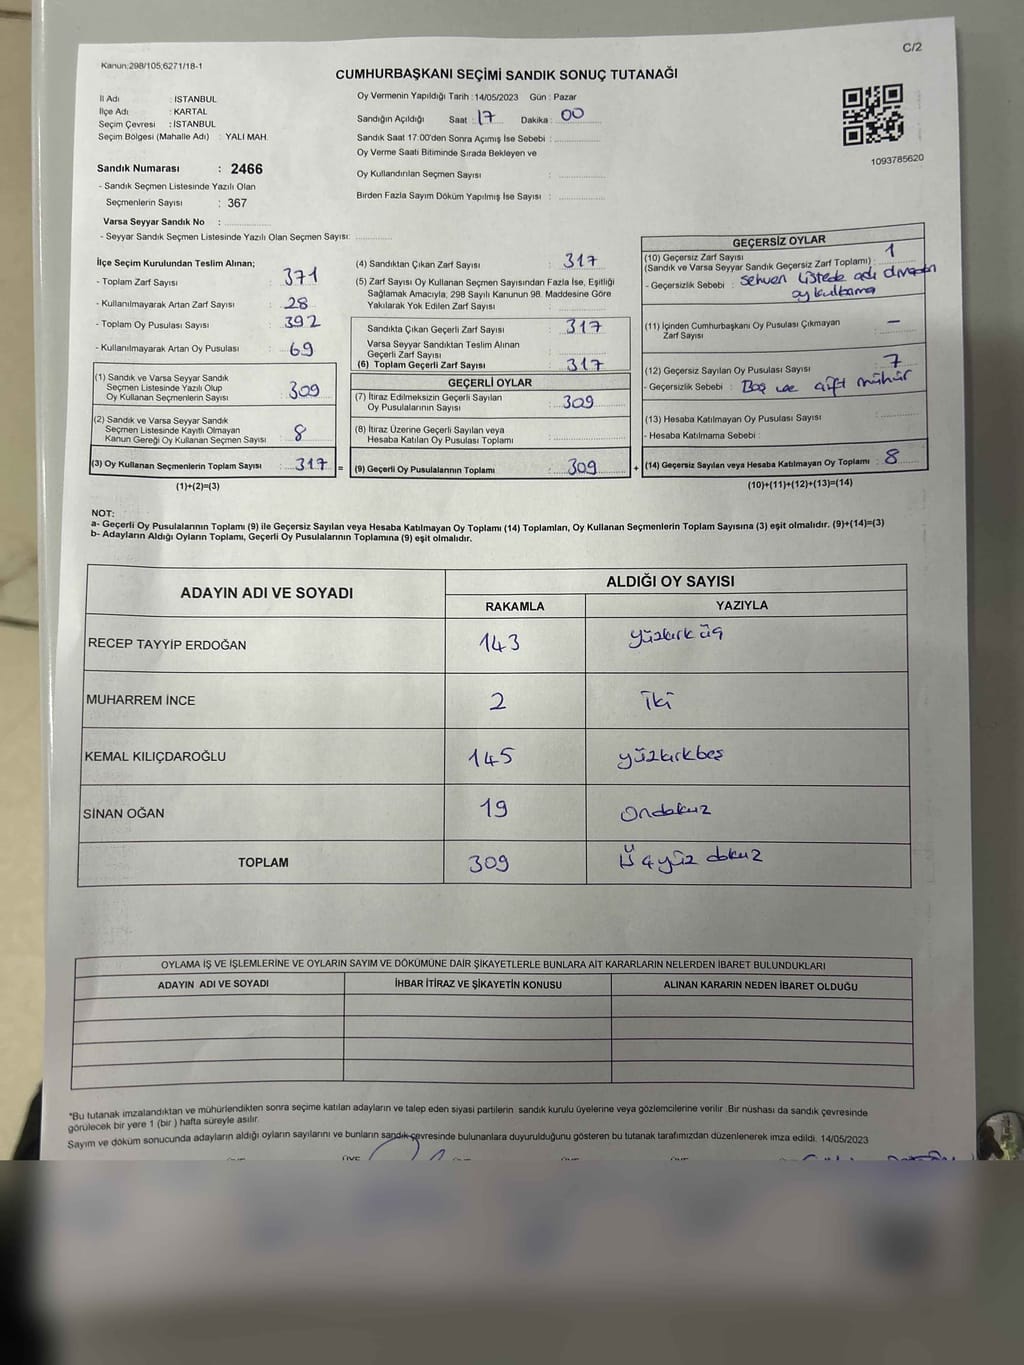 C/2
Kanun:298/105,6271/18-1
CUMHURBAŞKANI SEÇİMİ SANDIK SONUÇ TUTANAĞI
İl Adı : İSTANBUL
İlçe Adı : KARTAL
Seçim Çevresi : İSTANBUL
Seçim Bölgesi (Mahalle Adı) : YALI MAH.
Sandık Numarası : 2466
- Sandık Seçmen Listesinde Yazılı Olan
Seçmenlerin Sayısı : 367
Varsa Seyyar Sandık No :
- Seyyar Sandık Seçmen Listesinde Yazılı Olan Seçmen Sayısı:
Oy Vermenin Yapıldığı Tarih : 14/05/2023 Gün : Pazar
Sandığın Açıldığı Saat : 17 Dakika : 00
Sandık Saat 17:00'den Sonra Açımış İse Sebebi :
Oy Verme Saati Bitiminde Sırada Bekleyen ve
Oy Kullandırılan Seçmen Sayısı :
Birden Fazla Sayım Döküm Yapılmış İse Sayısı :
1093785620
İlçe Seçim Kurulundan Teslim Alınan;
- Toplam Zarf Sayısı : 371
- Kullanılmayarak Artan Zarf Sayısı : 28
- Toplam Oy Pusulası Sayısı : 392
- Kullanılmayarak Artan Oy Pusulası : 69
(1) Sandık ve Varsa Seyyar Sandık
Seçmen Listesinde Yazılı Olup
Oy Kullanan Seçmenlerin Sayısı : 309
(2) Sandık ve Varsa Seyyar Sandık
Seçmen Listesinde Kayıtlı Olmayan
Kanun Gereği Oy Kullanan Seçmen Sayısı : 8
(3) Oy Kullanan Seçmenlerin Toplam Sayısı : 317 =
(1)+(2)=(3)
(4) Sandıktan Çıkan Zarf Sayısı : 317
(5) Zarf Sayısı Oy Kullanan Seçmen Sayısından Fazla İse, Eşitliği
Sağlamak Amacıyla, 298 Sayılı Kanunun 98. Maddesine Göre
Yakılarak Yok Edilen Zarf Sayısı :
Sandıkta Çıkan Geçerli Zarf Sayısı : 317
Varsa Seyyar Sandıktan Teslim Alınan
Geçerli Zarf Sayısı :
(6) Toplam Geçerli Zarf Sayısı : 317
GEÇERLİ OYLAR
(7) İtiraz Edilmeksizin Geçerli Sayılan
Oy Pusulalarının Sayısı : 309
(8) İtiraz Üzerine Geçerli Sayılan veya
Hesaba Katılan Oy Pusulası Toplamı :
(9) Geçerli Oy Pusulalarının Toplamı : 309 +
GEÇERSİZ OYLAR
(10) Geçersiz Zarf Sayısı
(Sandık ve Varsa Seyyar Sandık Geçersiz Zarf Toplamı) : 1
- Geçersizlik Sebebi : Sehven Listede adı olmadan
oy kullanma
(11) İçinden Cumhurbaşkanı Oy Pusulası Çıkmayan
Zarf Sayısı : —
(12) Geçersiz Sayılan Oy Pusulası Sayısı : 7
- Geçersizlik Sebebi : Boş ve çift mühür
(13) Hesaba Katılmayan Oy Pusulası Sayısı :
- Hesaba Katılmama Sebebi :
(14) Geçersiz Sayılan veya Hesaba Katılmayan Oy Toplamı : 8
(10)+(11)+(12)+(13)=(14)
NOT:
a- Geçerli Oy Pusulalarının Toplamı (9) ile Geçersiz Sayılan veya Hesaba Katılmayan Oy Toplamı (14) Toplamları, Oy Kullanan Seçmenlerin Toplam Sayısına (3) eşit olmalıdır. (9)+(14)=(3)
b- Adayların Aldığı Oyların Toplamı, Geçerli Oy Pusulalarının Toplamına (9) eşit olmalıdır.
ADAYIN ADI VE SOYADI ALDIĞI OY SAYISI
RAKAMLA YAZIYLA
RECEP TAYYİP ERDOĞAN 143 yüzkırk üç
MUHARREM İNCE 2 iki
KEMAL KILIÇDAROĞLU 145 yüzkırkbeş
SİNAN OĞAN 19 ondokuz
TOPLAM 309 Üçyüz dokuz
OYLAMA İŞ VE İŞLEMLERİNE VE OYLARIN SAYIM VE DÖKÜMÜNE DAİR ŞİKAYETLERLE BUNLARA AİT KARARLARIN NELERDEN İBARET BULUNDUKLARI
ADAYIN ADI VE SOYADI İHBAR İTİRAZ VE ŞİKAYETİN KONUSU ALINAN KARARIN NEDEN İBARET OLDUĞU
*Bu tutanak imzalandıktan ve mühürlendikten sonra seçime katılan adayların ve talep eden siyasi partilerin sandık kurulu üyelerine veya gözlemcilerine verilir .Bir nüshası da sandık çevresinde
görülecek bir yere 1 (bir ) hafta süreyle asılır.
Sayım ve döküm sonucunda adayların aldığı oyların sayılarını ve bunların sandık çevresinde bulunanlara duyurulduğunu gösteren bu tutanak tarafımızdan düzenlenerek imza edildi. 14/05/2023